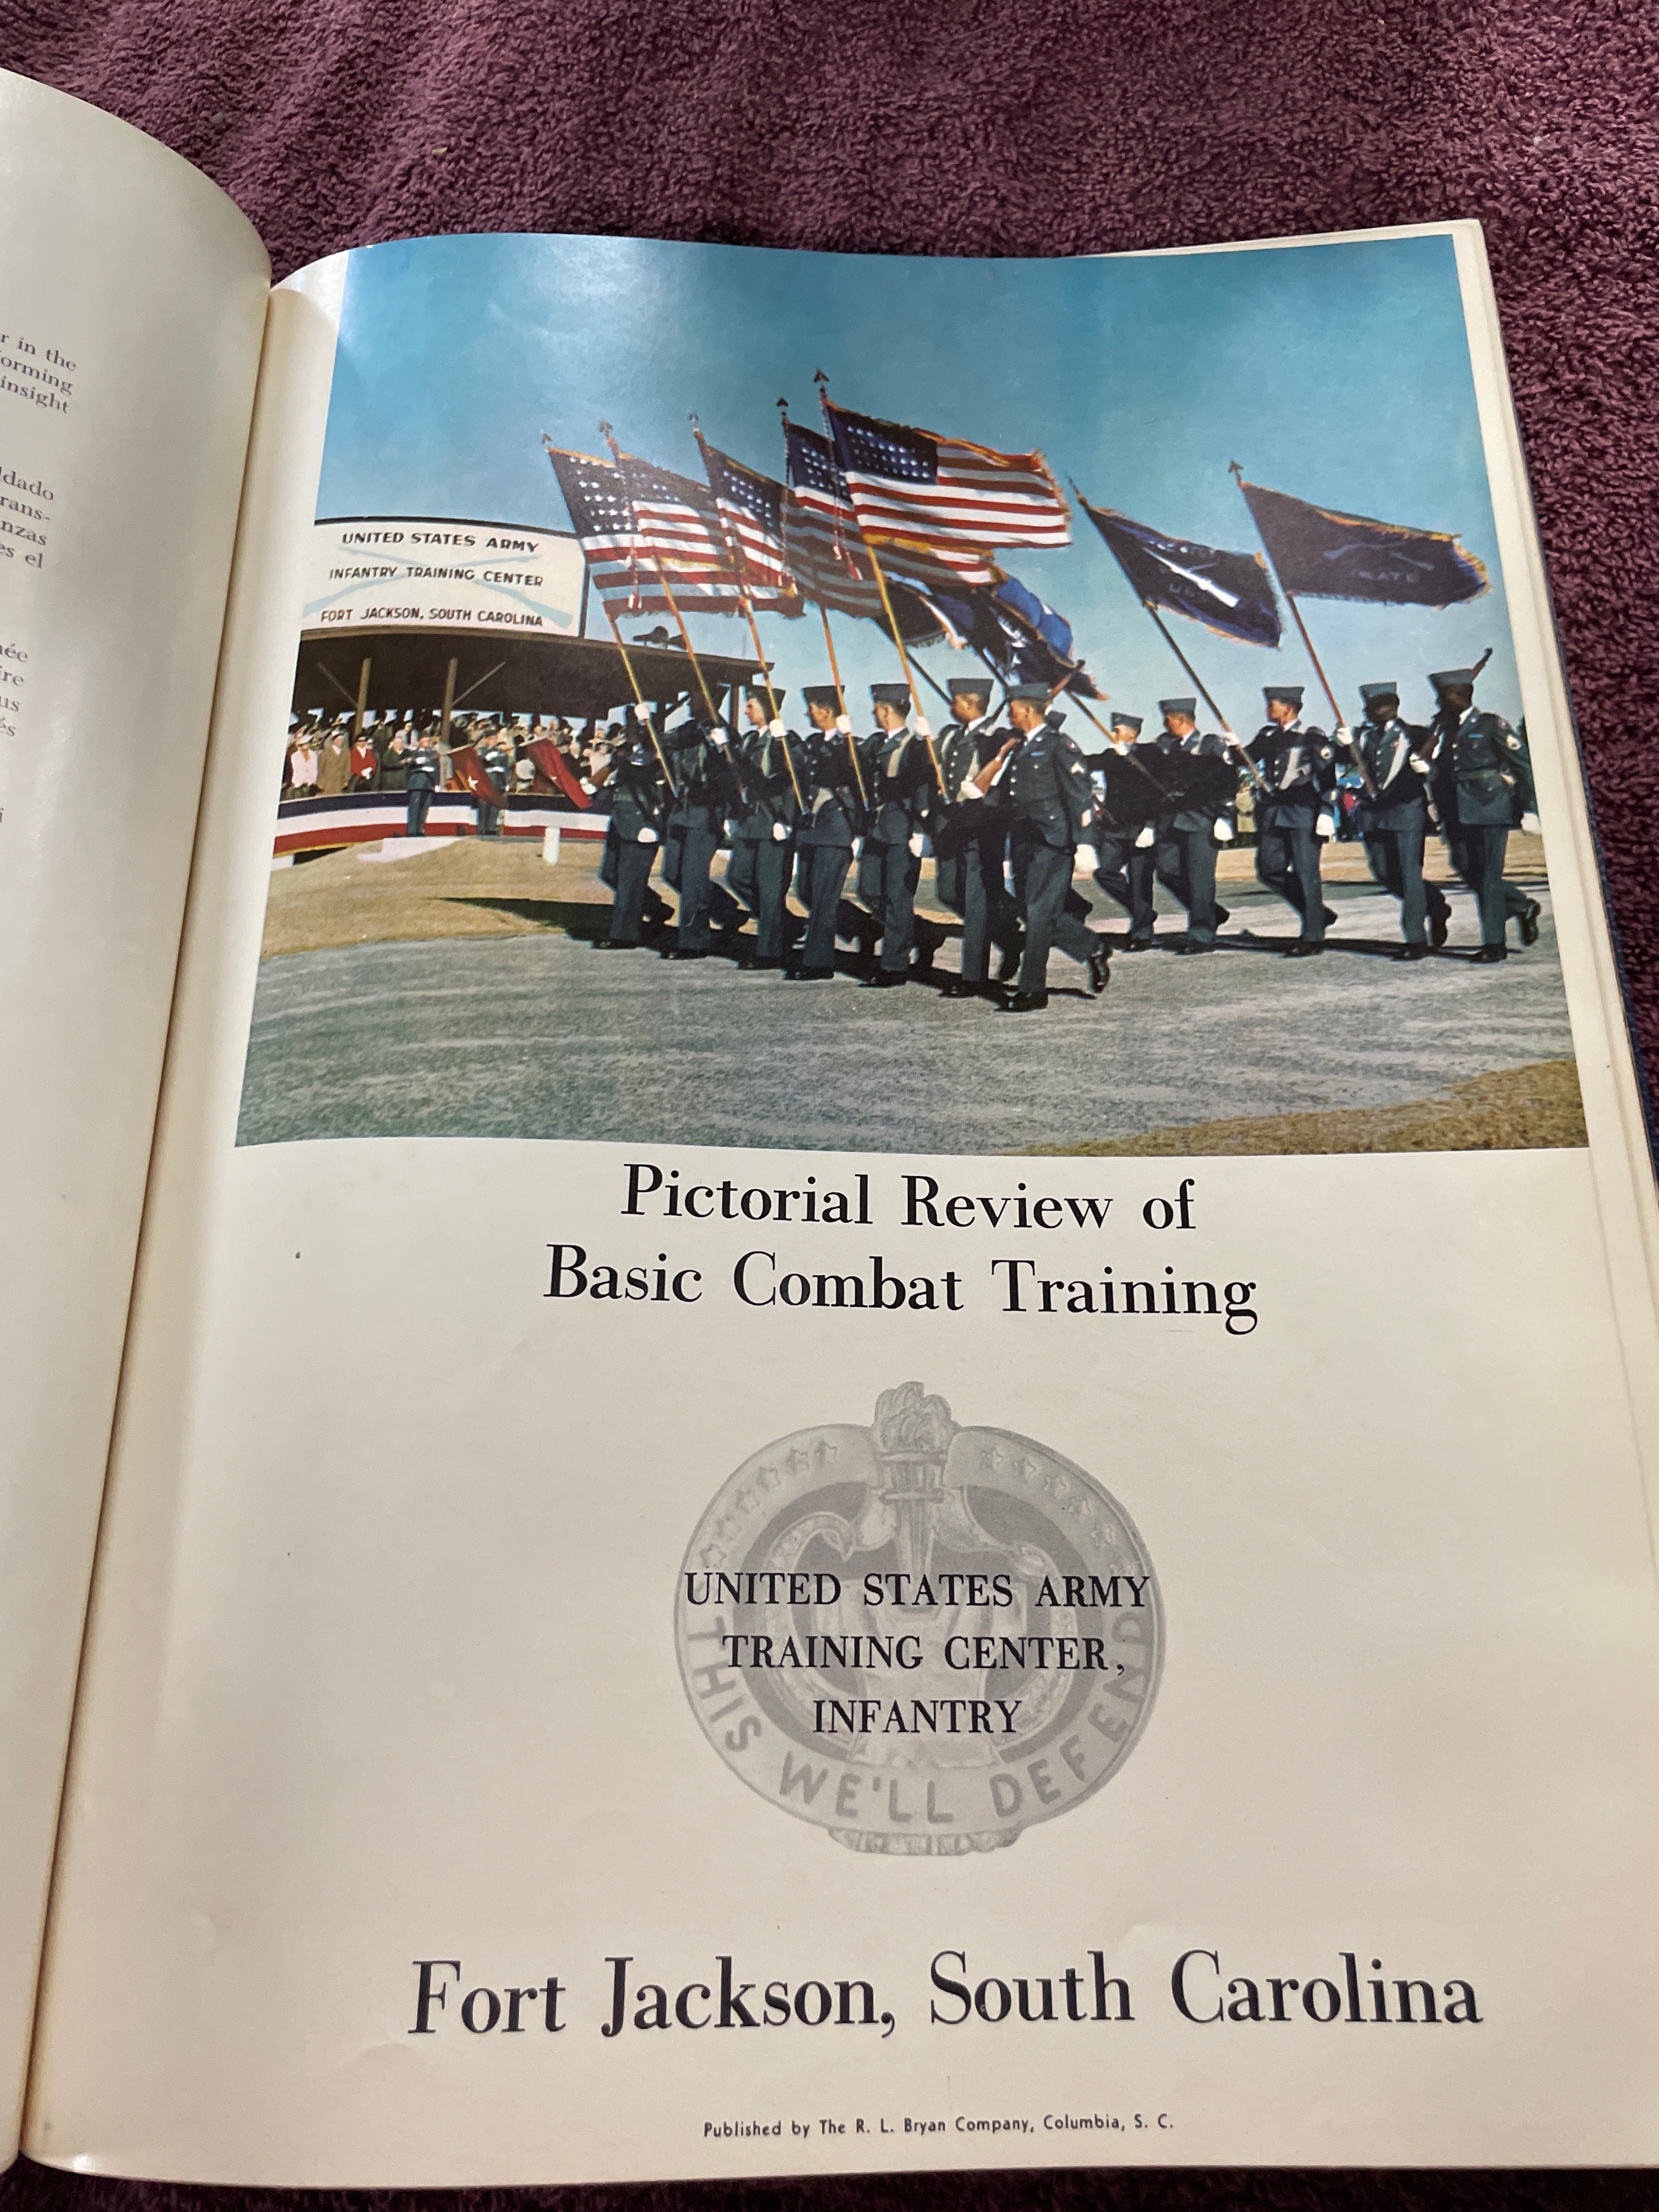 r in the
orming
insight
ldado
rans-
nzas
es el
née
ire
us
és
i
UNITED STATES ARMY
INFANTRY TRAINING CENTER
FORT JACKSON, SOUTH CAROLINA
Pictorial Review of
Basic Combat Training
UNITED STATES ARMY
TRAINING CENTER,
INFANTRY
THIS WE'LL DEFEND
Fort Jackson, South Carolina
Published by The R. L. Bryan Company, Columbia, S. C.